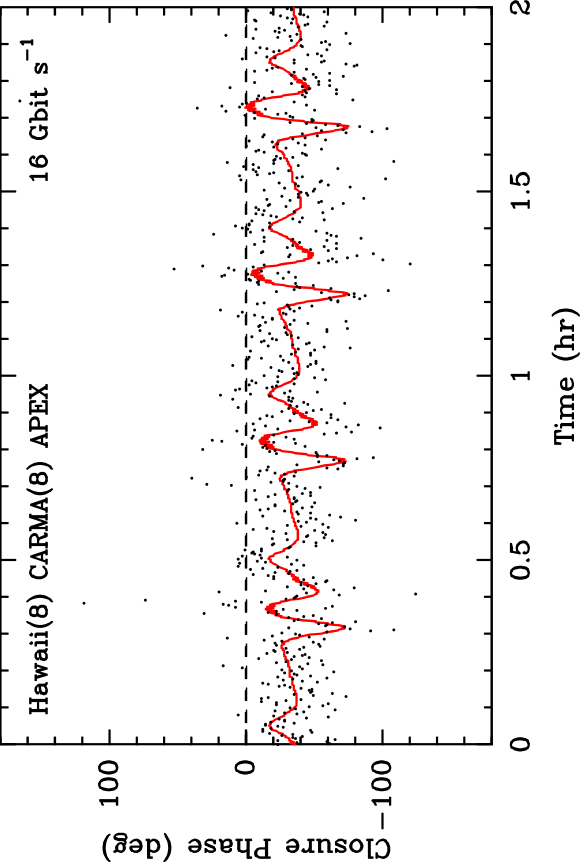 Hawaii(8) CARMA(8) APEX 16 Gbit s⁻¹
100
0
−100
Closure Phase (deg)
0 0.5 1 1.5 2
Time (hr)